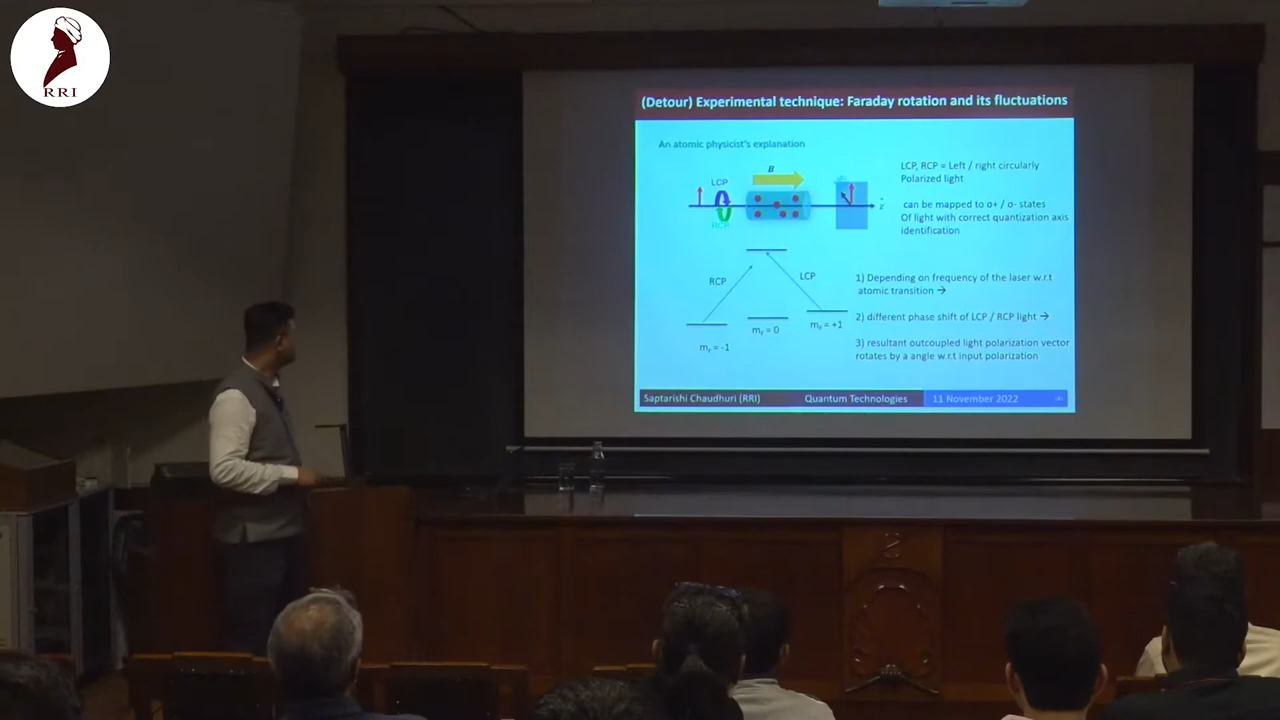 RRI
(Detour) Experimental technique: Faraday rotation and its fluctuations
An atomic physicist's explanation
B
LCP
RCP
z
LCP, RCP = Left / right circularly
Polarized light
can be mapped to σ+ / σ- states
Of light with correct quantization axis
identification
RCP
LCP
mF = -1
mF = 0
mF = +1
1) Depending on frequency of the laser w.r.t
atomic transition →
2) different phase shift of LCP / RCP light →
3) resultant outcoupled light polarization vector
rotates by a angle w.r.t input polarization
Saptarishi Chaudhuri (RRI)
Quantum Technologies
11 November 2022